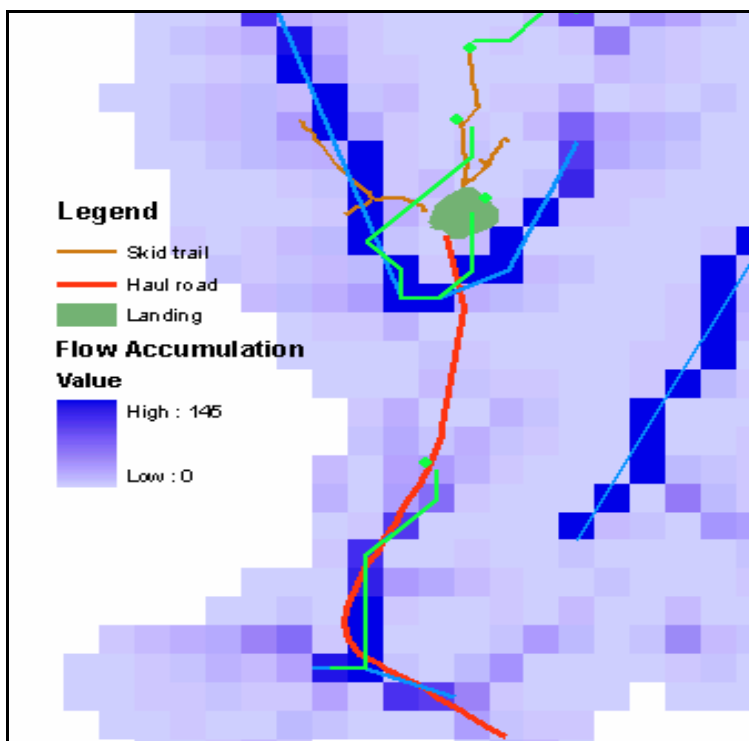 Legend
Skid trail
Haul road
Landing
Flow Accumulation
Value
High : 145
Low : 0